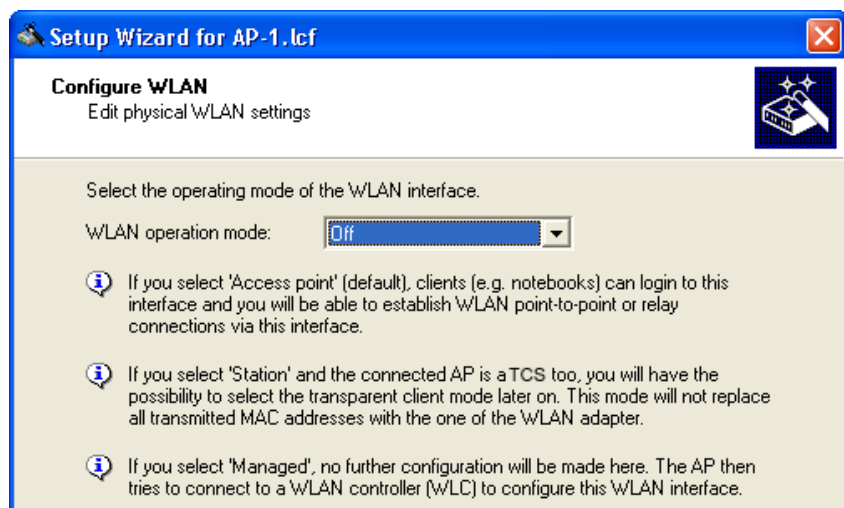 Setup Wizard for AP-1.lcf
Configure WLAN
Edit physical WLAN settings
Select the operating mode of the WLAN interface.
WLAN operation mode: Off
If you select 'Access point' (default), clients (e.g. notebooks) can login to this
interface and you will be able to establish WLAN point-to-point or relay
connections via this interface.
If you select 'Station' and the connected AP is a TCS too, you will have the
possibility to select the transparent client mode later on. This mode will not replace
all transmitted MAC addresses with the one of the WLAN adapter.
If you select 'Managed', no further configuration will be made here. The AP then
tries to connect to a WLAN controller (WLC) to configure this WLAN interface.